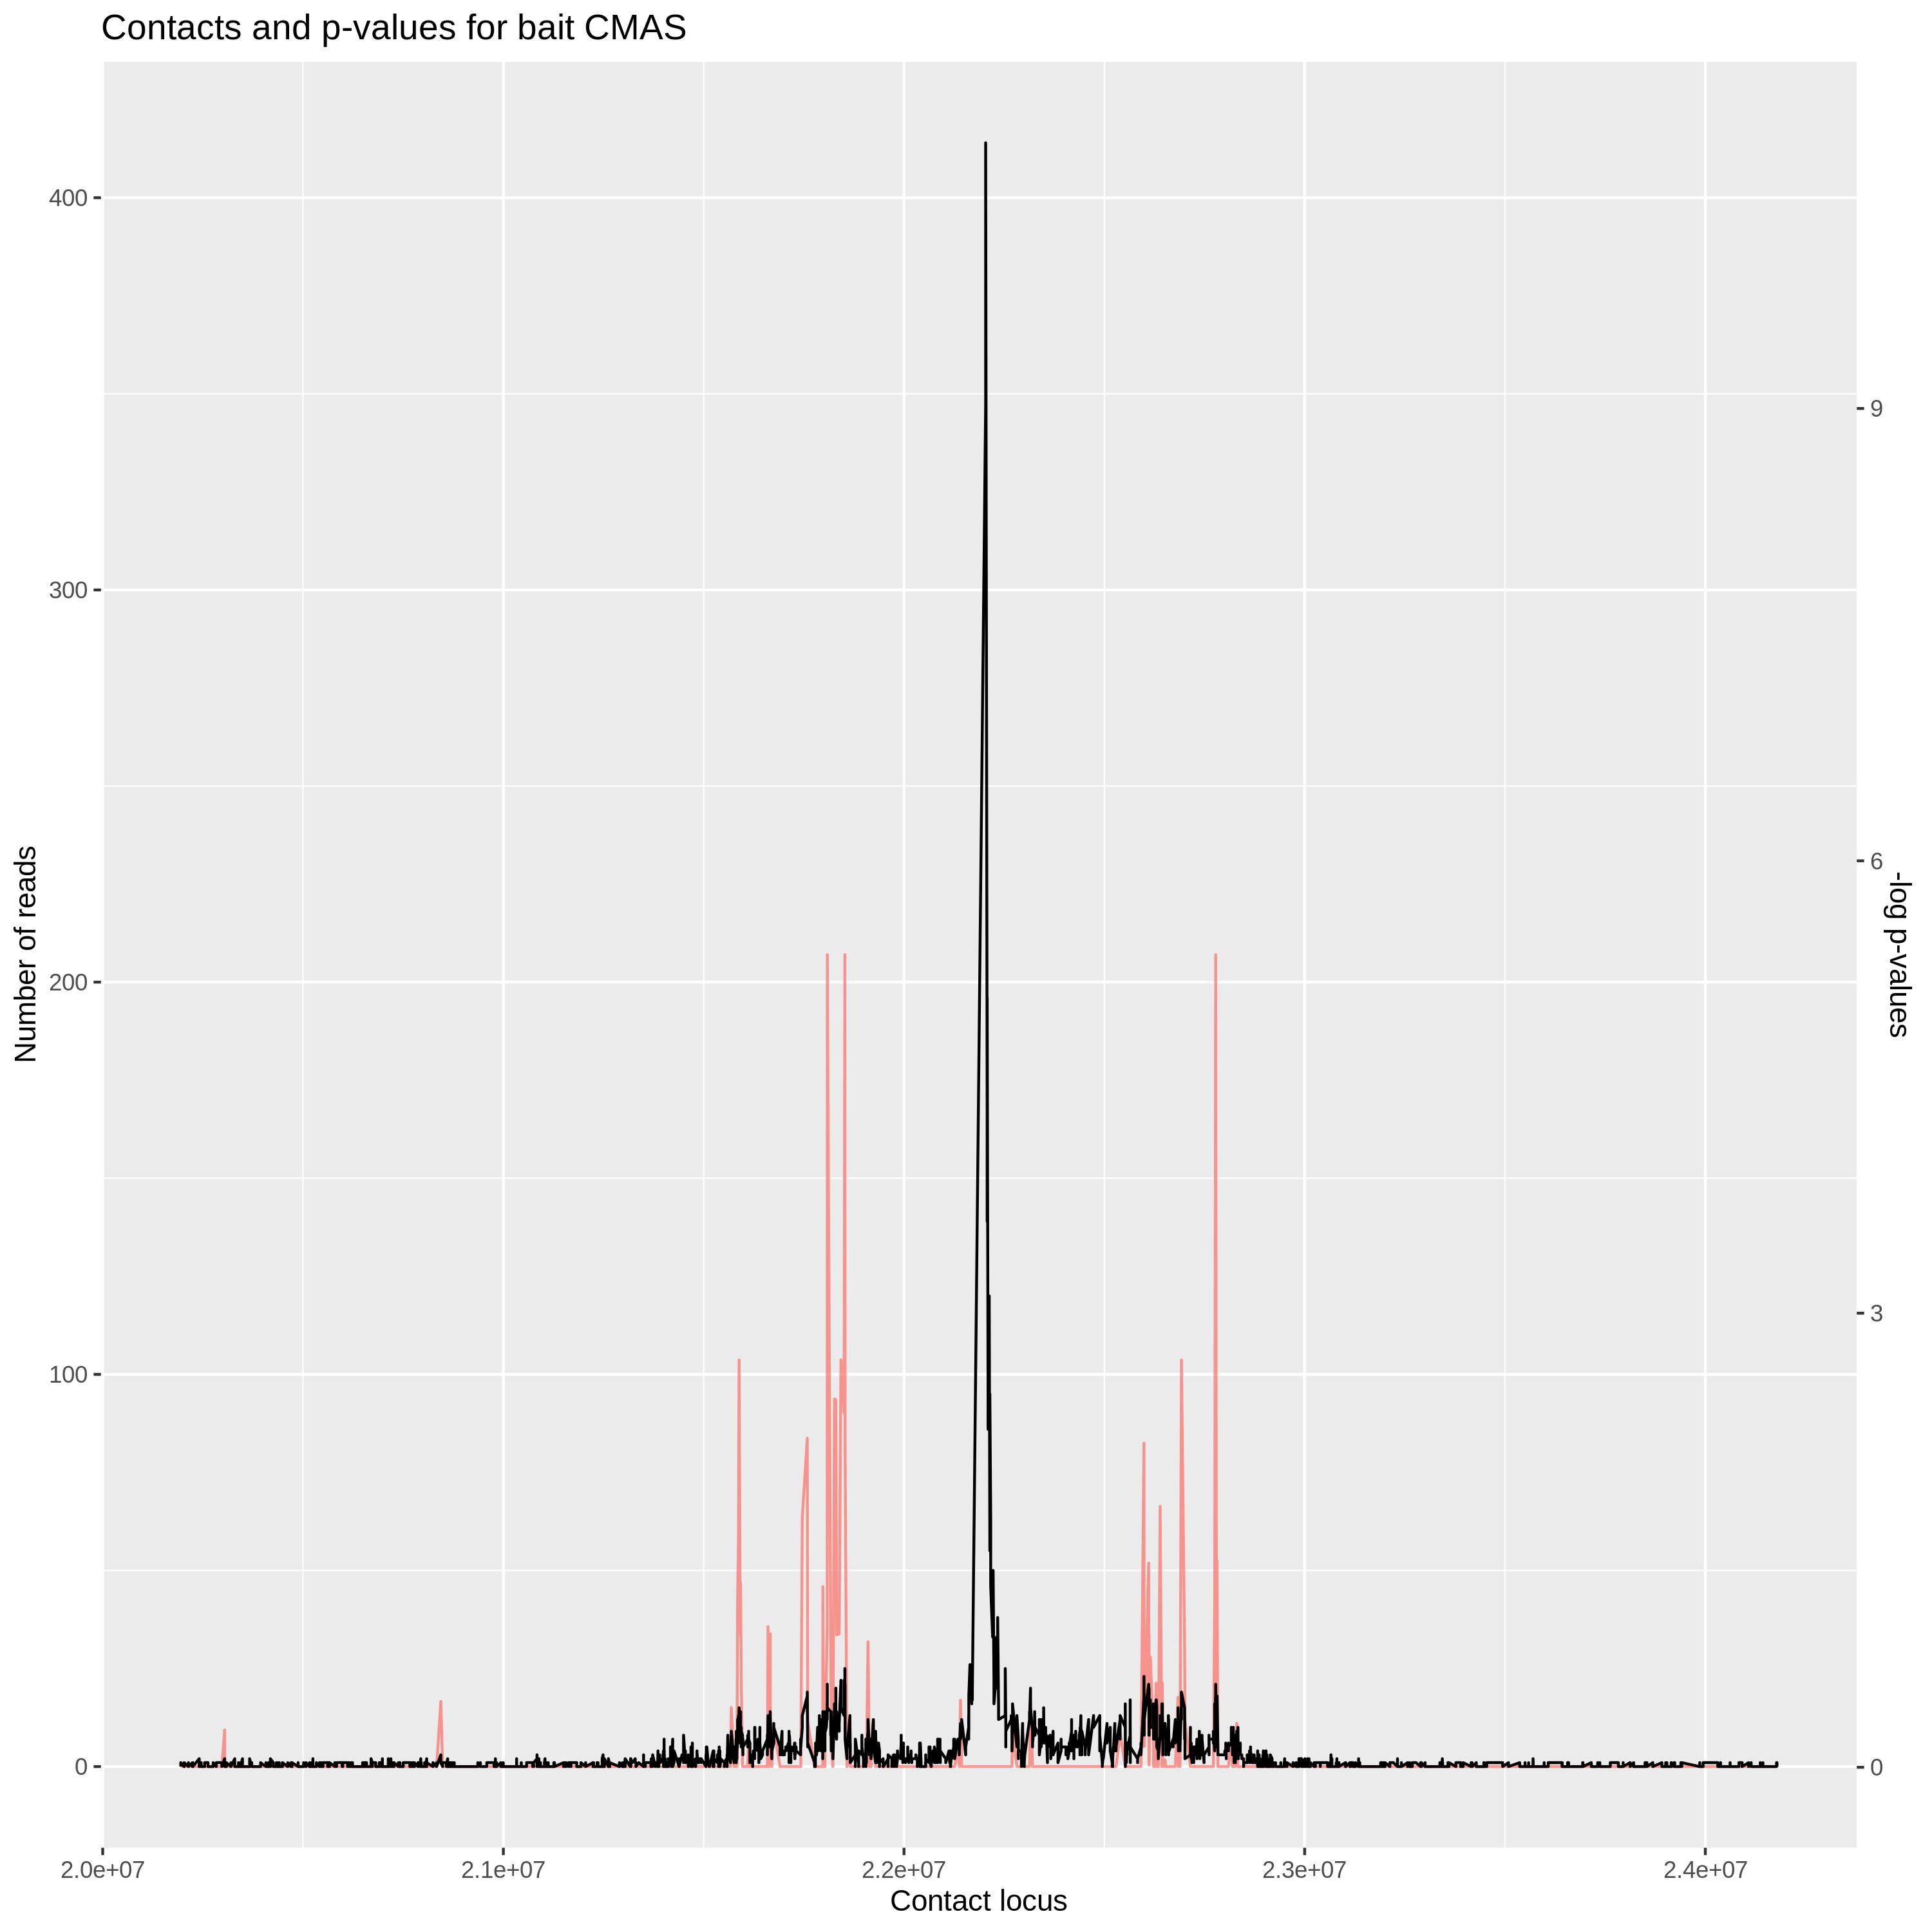 Contacts and p-values for bait CMAS
400
300
200
100
0
Number of reads
9
6
3
0
-log p-values
2.0e+07
2.1e+07
2.2e+07
2.3e+07
2.4e+07
Contact locus